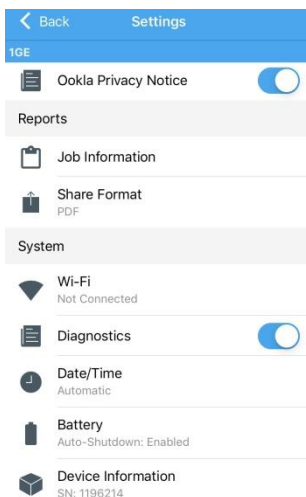 Back
Settings
1GE
Ookla Privacy Notice
Reports
Job Information
Share Format
PDF
System
Wi-Fi
Not Connected
Diagnostics
Date/Time
Automatic
Battery
Auto-Shutdown: Enabled
Device Information
SN: 1196214